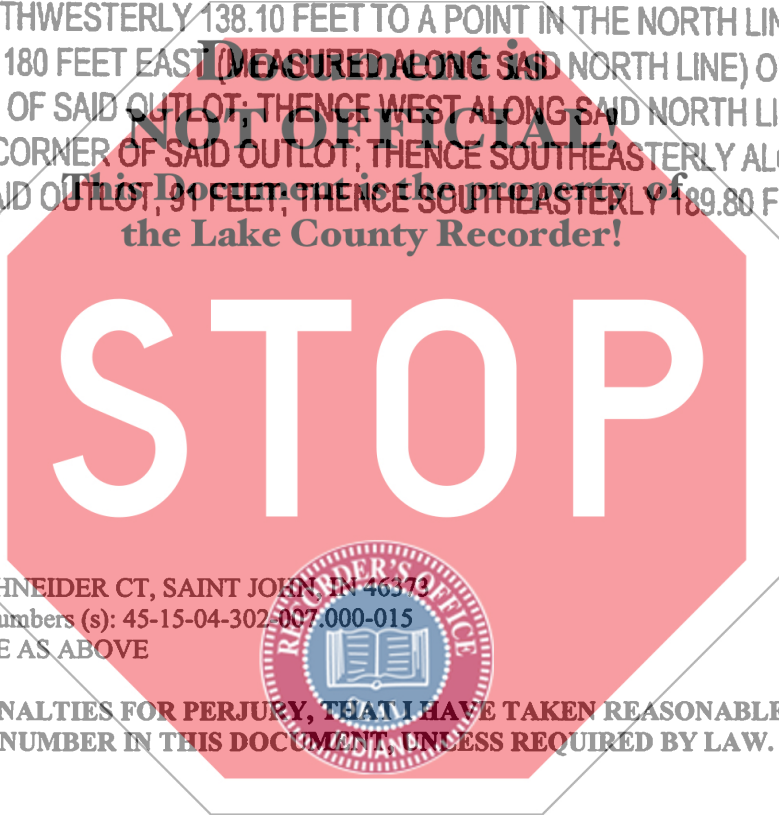 THWESTERLY 138.10 FEET TO A POINT IN THE NORTH LIN
Document is
180 FEET EAST (MEASURED ALONG SAID NORTH LINE) O
OF SAID OUTLOT; THENCE WEST ALONG SAID NORTH LI
NOT OFFICIAL!
CORNER OF SAID OUTLOT; THENCE SOUTHEASTERLY AL
This Document is the property of
ID OUTLOT, 91 FEET; THENCE SOUTHEASTERLY 189.80 F
the Lake County Recorder!
STOP
HNEIDER CT, SAINT JOHN, IN 46373
umbers (s): 45-15-04-302-007.000-015
E AS ABOVE
RECORDER'S OFFICE
NALTIES FOR PERJURY, THAT I HAVE TAKEN REASONABLE
NUMBER IN THIS DOCUMENT, UNLESS REQUIRED BY LAW.
INDIANA